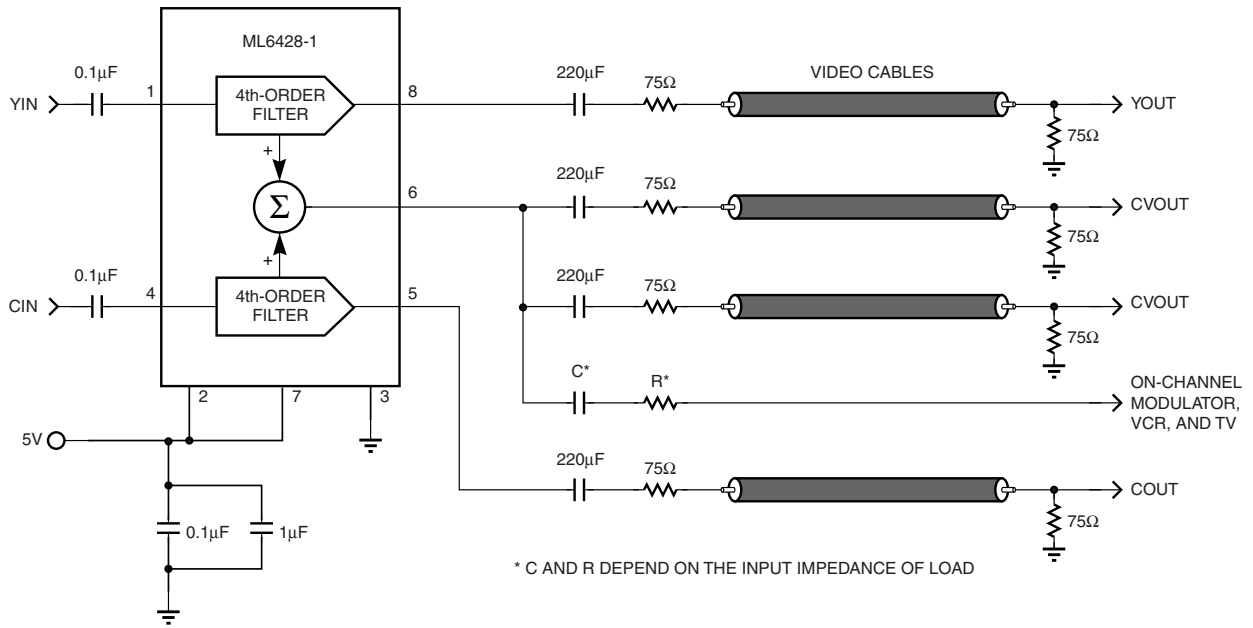 ML6428-1
0.1µF
YIN
1
4th-ORDER
FILTER
8
220µF
75Ω
VIDEO CABLES
YOUT
75Ω
+
Σ
6
220µF
75Ω
CVOUT
75Ω
+
0.1µF
CIN
4
4th-ORDER
FILTER
5
220µF
75Ω
CVOUT
75Ω
C*
R*
ON-CHANNEL
MODULATOR,
VCR, AND TV
2
7
3
5V
220µF
75Ω
COUT
75Ω
0.1µF
1µF
* C AND R DEPEND ON THE INPUT IMPEDANCE OF LOAD